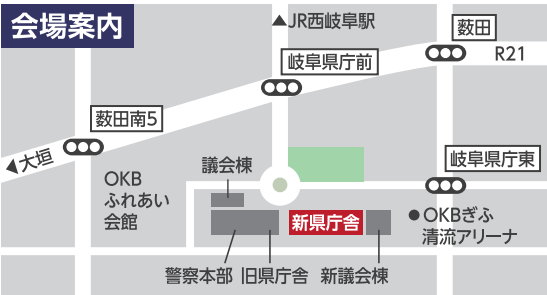 会場案内
▲JR西岐阜駅
薮田
R21
岐阜県庁前
薮田南5
◀大垣
議会棟
岐阜県庁東
OKB
ふれあい
会館
新県庁舎
●OKBぎふ
清流アリーナ
警察本部
旧県庁舎
新議会棟